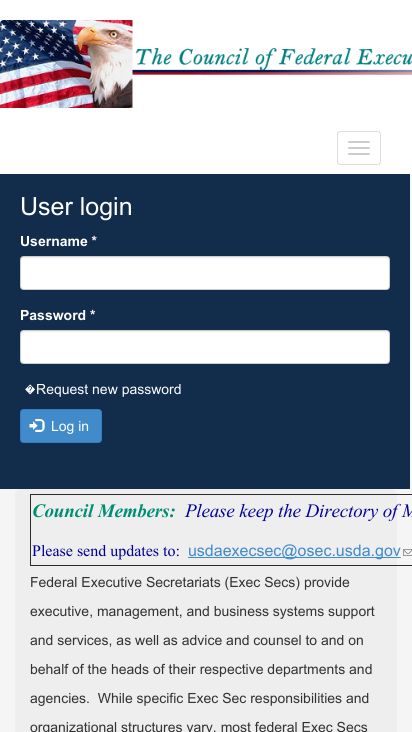 The Council of Federal
User login
Username *
Password *
�Request new password
Log in
Council Members:  Please keep the Directory of
Please send updates to:  usdaexecsec@osec.usda.gov
Federal Executive Secretariats (Exec Secs) provide
executive, management, and business systems support
and services, as well as advice and counsel to and on
behalf of the heads of their respective departments and
agencies.  While specific Exec Sec responsibilities and
organizational structures vary, most federal Exec Secs